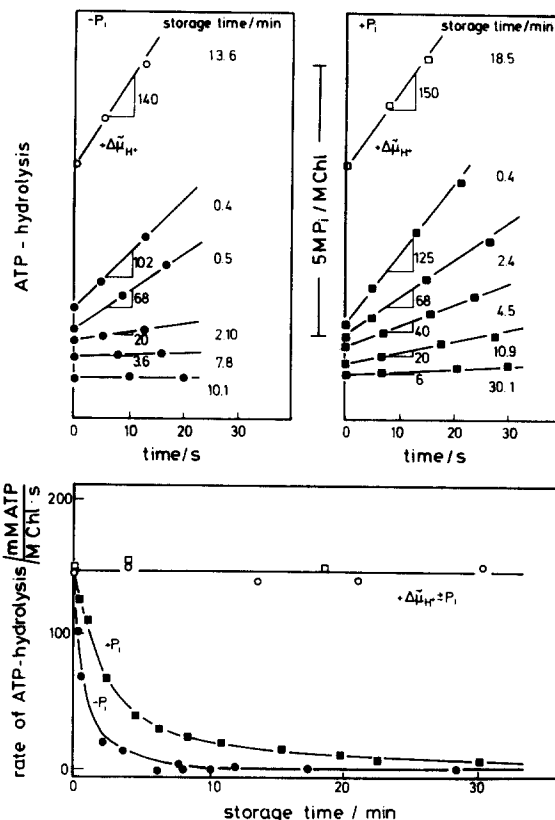 -Pi storage time/min
13.6
140
+Δμ̃H+
0.4
102
0.5
68
2.10
20
3.6
7.8
10.1
ATP-hydrolysis
0 10 20 30
time/s
+Pi storage time/min
18.5
150
+Δμ̃H+
0.4
125
2.4
68
4.5
40
10.9
20
30.1
6
5MPi/MChl
0 10 20 30
time/s
rate of ATP-hydrolysis/mM ATP/M Chl·s
200
100
0
+Δμ̃H+ ±Pi
+Pi
-Pi
0 10 20 30
storage time / min